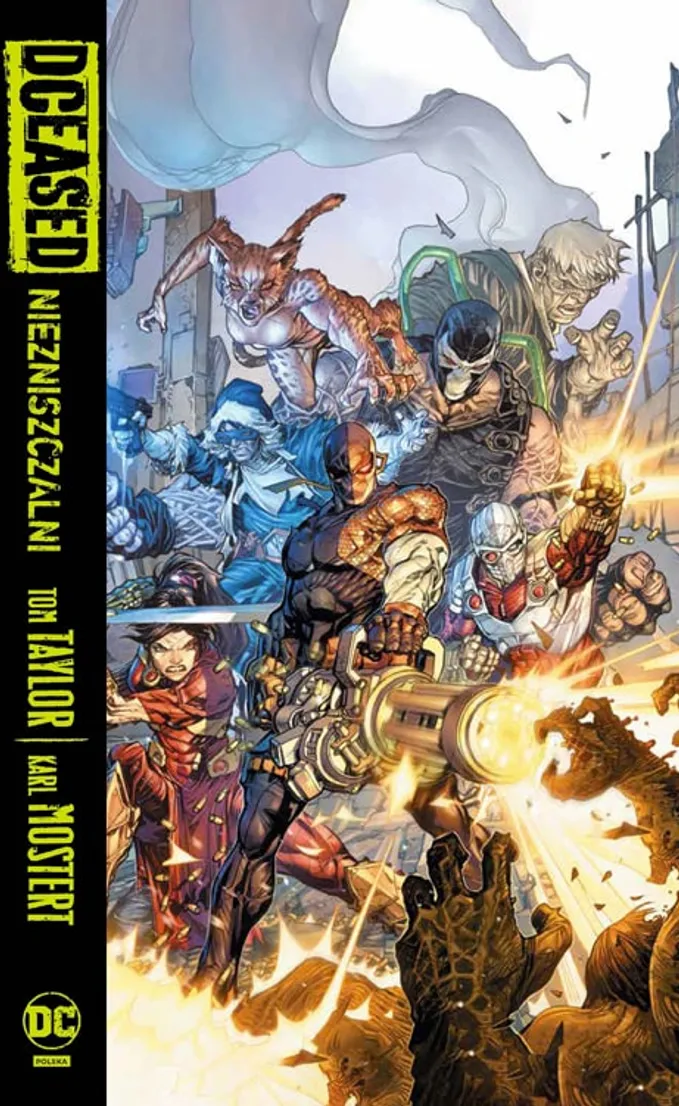 DCEASED
NIEZNISZCZALNI
TOM TAYLOR | KARL MOSTERT
DC
POLSKA